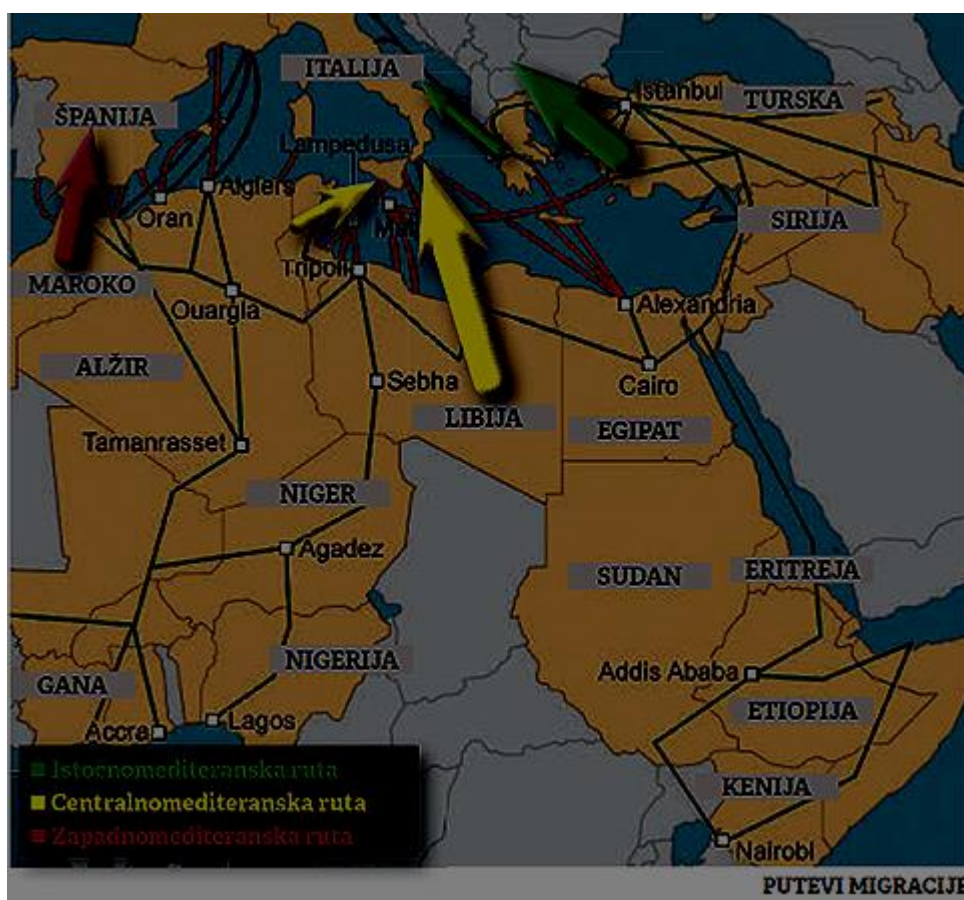 ITALIJA
Istanbul
TURSKA
ŠPANIJA
Lampedusa
Algiers
Oran
SIRIJA
Tripoli
MAROKO
Ouargla
Alexandria
ALŽIR
Sebha
Cairo
LIBIJA
EGIPAT
Tamanrasset
NIGER
Agadez
SUDAN
ERITREJA
NIGERIJA
Addis Ababa
GANA
ETIOPIJA
Lagos
Accra
Istočnomediteranska ruta
Centralnomediteranska ruta
KENIJA
Zapadnomediteranska ruta
Nairobi
PUTEVI MIGRACIJE